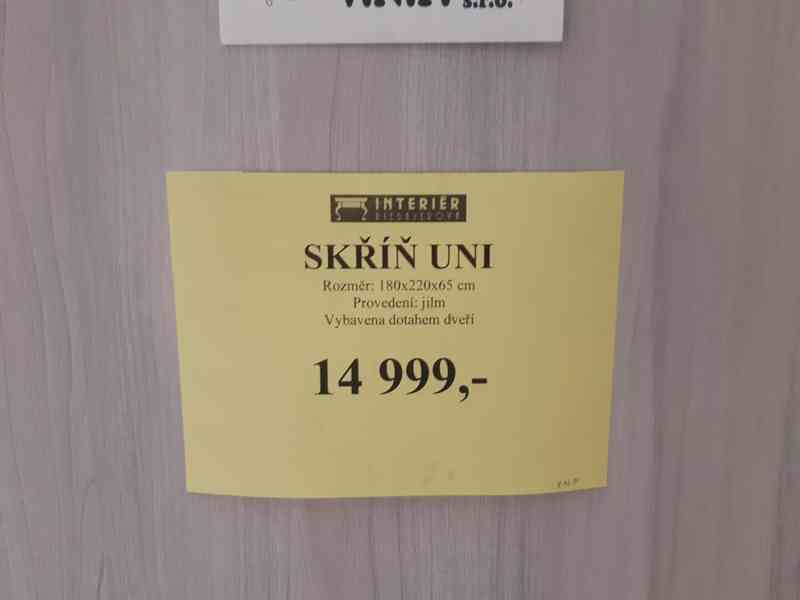 s.r.o.
INTERIÉR
SKŘÍŇ UNI
Rozměr: 180x220x65 cm
Provedení: jilm
Vybavena dotahem dveří
14 999,-